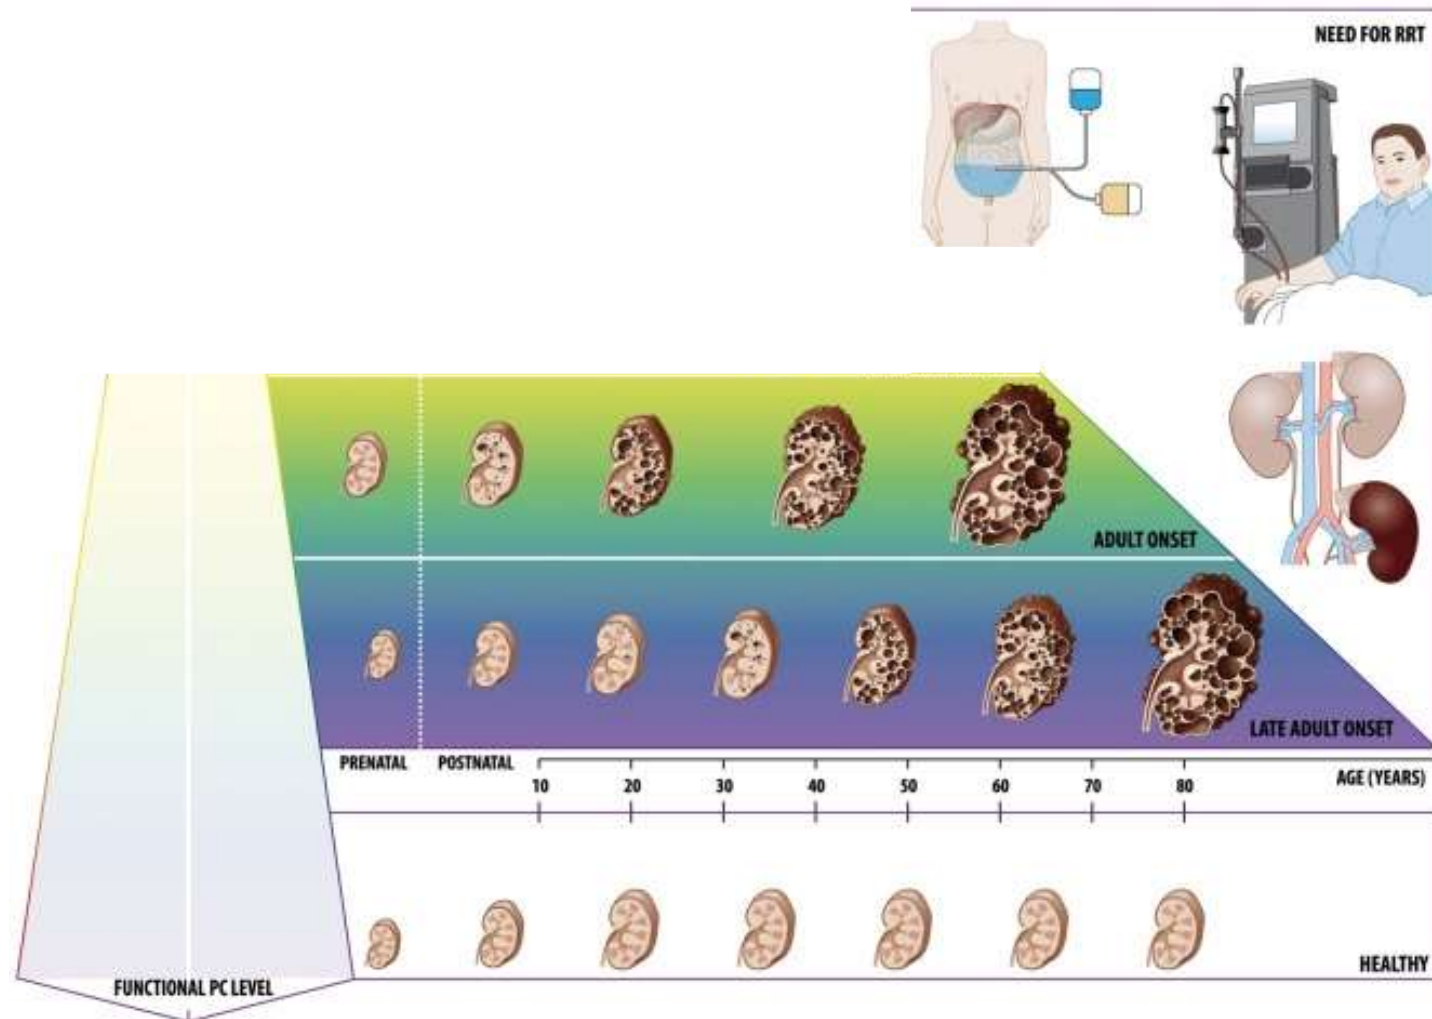 NEED FOR RRT
ADULT ONSET
LATE ADULT ONSET
PRENATAL POSTNATAL
10 20 30 40 50 60 70 80 AGE (YEARS)
HEALTHY
FUNCTIONAL PC LEVEL